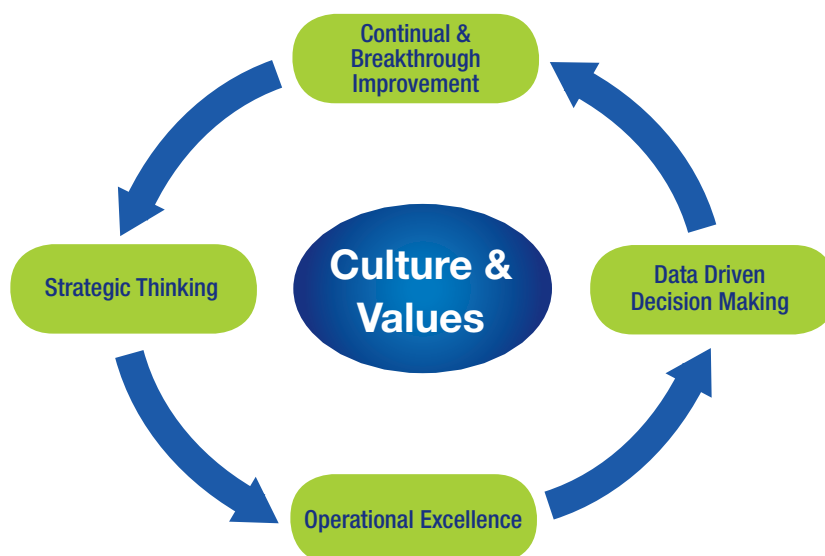 Continual &
Breakthrough
Improvement
Strategic Thinking
Culture &
Values
Data Driven
Decision Making
Operational Excellence